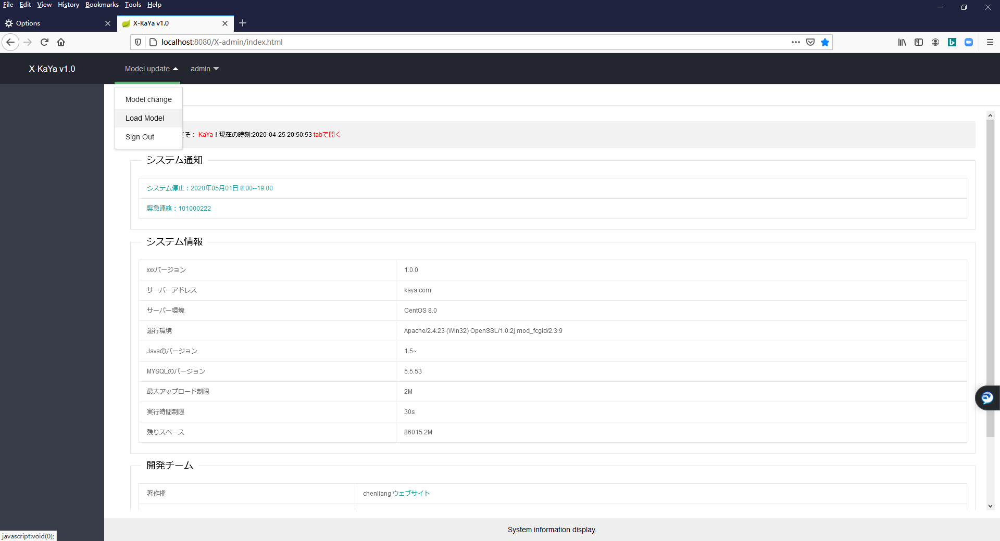 File Edit View History Bookmarks Tools Help
Options
X-KaYa v1.0
localhost:8080/X-admin/index.html
X-KaYa v1.0
Model update
admin
Model change
Load Model
Sign Out
こそ： KaYa！現在の時刻:2020-04-25 20:50:53 tabで開く
システム通知
システム停止：2020年05月01日 8:00--19:00
緊急連絡：101000222
システム情報
xxxバージョン 1.0.0
サーバーアドレス kaya.com
サーバー環境 CentOS 8.0
運行環境 Apache/2.4.23 (Win32) OpenSSL/1.0.2j mod_fcgid/2.3.9
Javaのバージョン 1.5~
MYSQLのバージョン 5.5.53
最大アップロード制限 2M
実行時間制限 30s
残りスペース 86015.2M
開発チーム
著作権 chenliang ウェブサイト
System information display.
javascript:void(0);